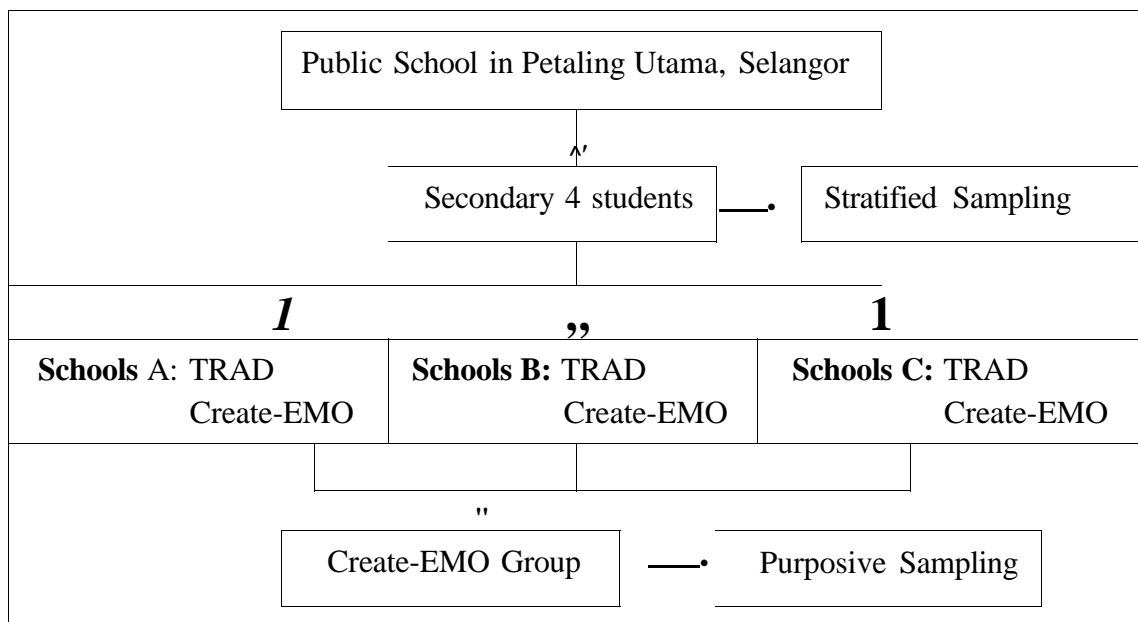 Public School in Petaling Utama, Selangor
Secondary 4 students
Stratified Sampling
Schools A: TRAD
Create-EMO
Schools B: TRAD
Create-EMO
Schools C: TRAD
Create-EMO
Create-EMO Group
Purposive Sampling